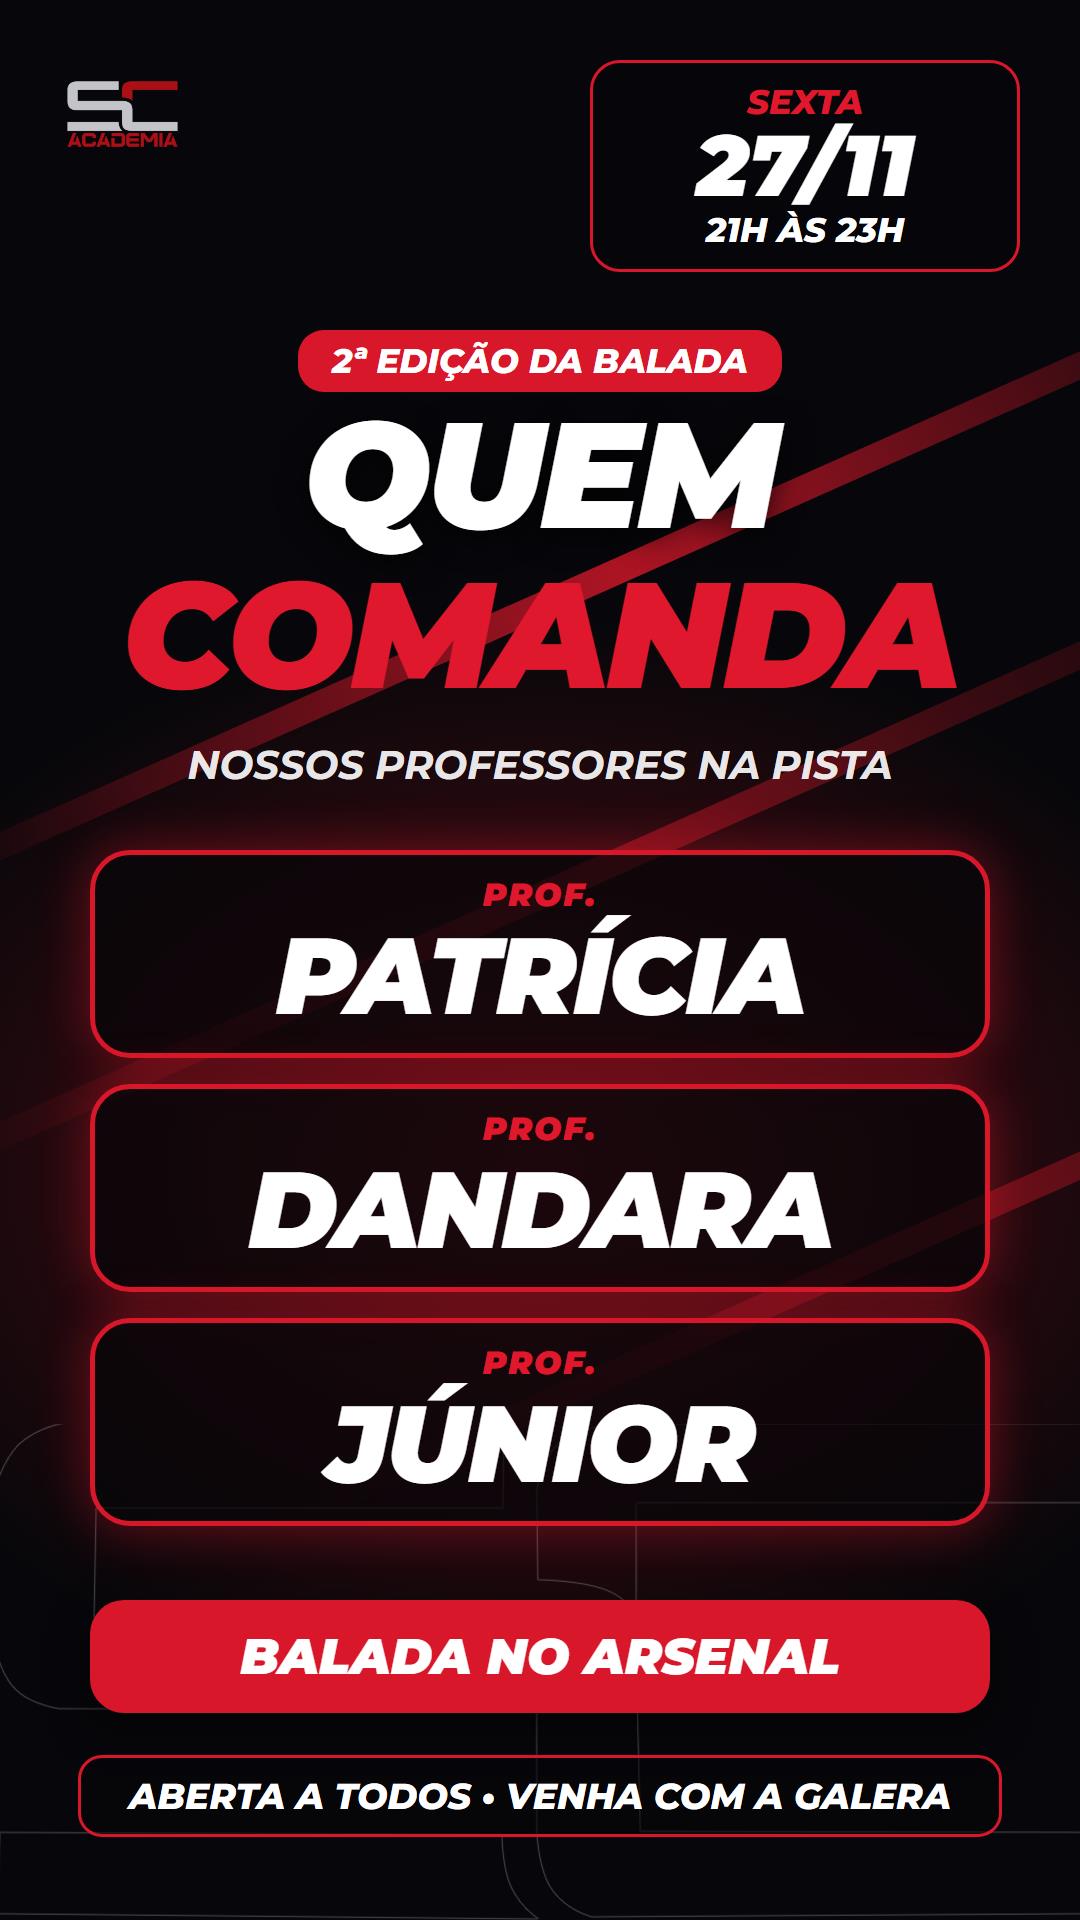 SC
ACADEMIA
SEXTA
27/11
21H ÀS 23H
2ª EDIÇÃO DA BALADA
QUEM
COMANDA
NOSSOS PROFESSORES NA PISTA
PROF.
PATRÍCIA
PROF.
DANDARA
PROF.
JÚNIOR
BALADA NO ARSENAL
ABERTA A TODOS • VENHA COM A GALERA